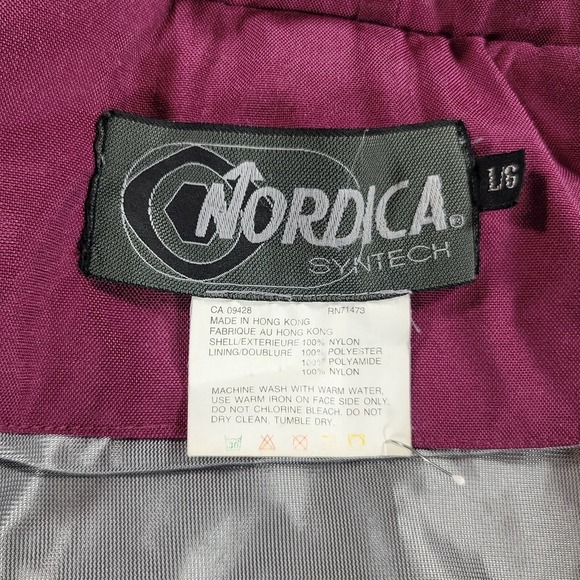 NORDICA®
SYNTECH
L/G
CA 09428 RN71473
MADE IN HONG KONG
FABRIQUE AU HONG KONG
SHELL/EXTERIEURE 100% NYLON
LINING/DOUBLURE 100% POLYESTER
100% POLYAMIDE
100% NYLON
MACHINE WASH WITH WARM WATER.
USE WARM IRON ON FACE SIDE ONLY.
DO NOT CHLORINE BLEACH. DO NOT
DRY CLEAN. TUMBLE DRY.